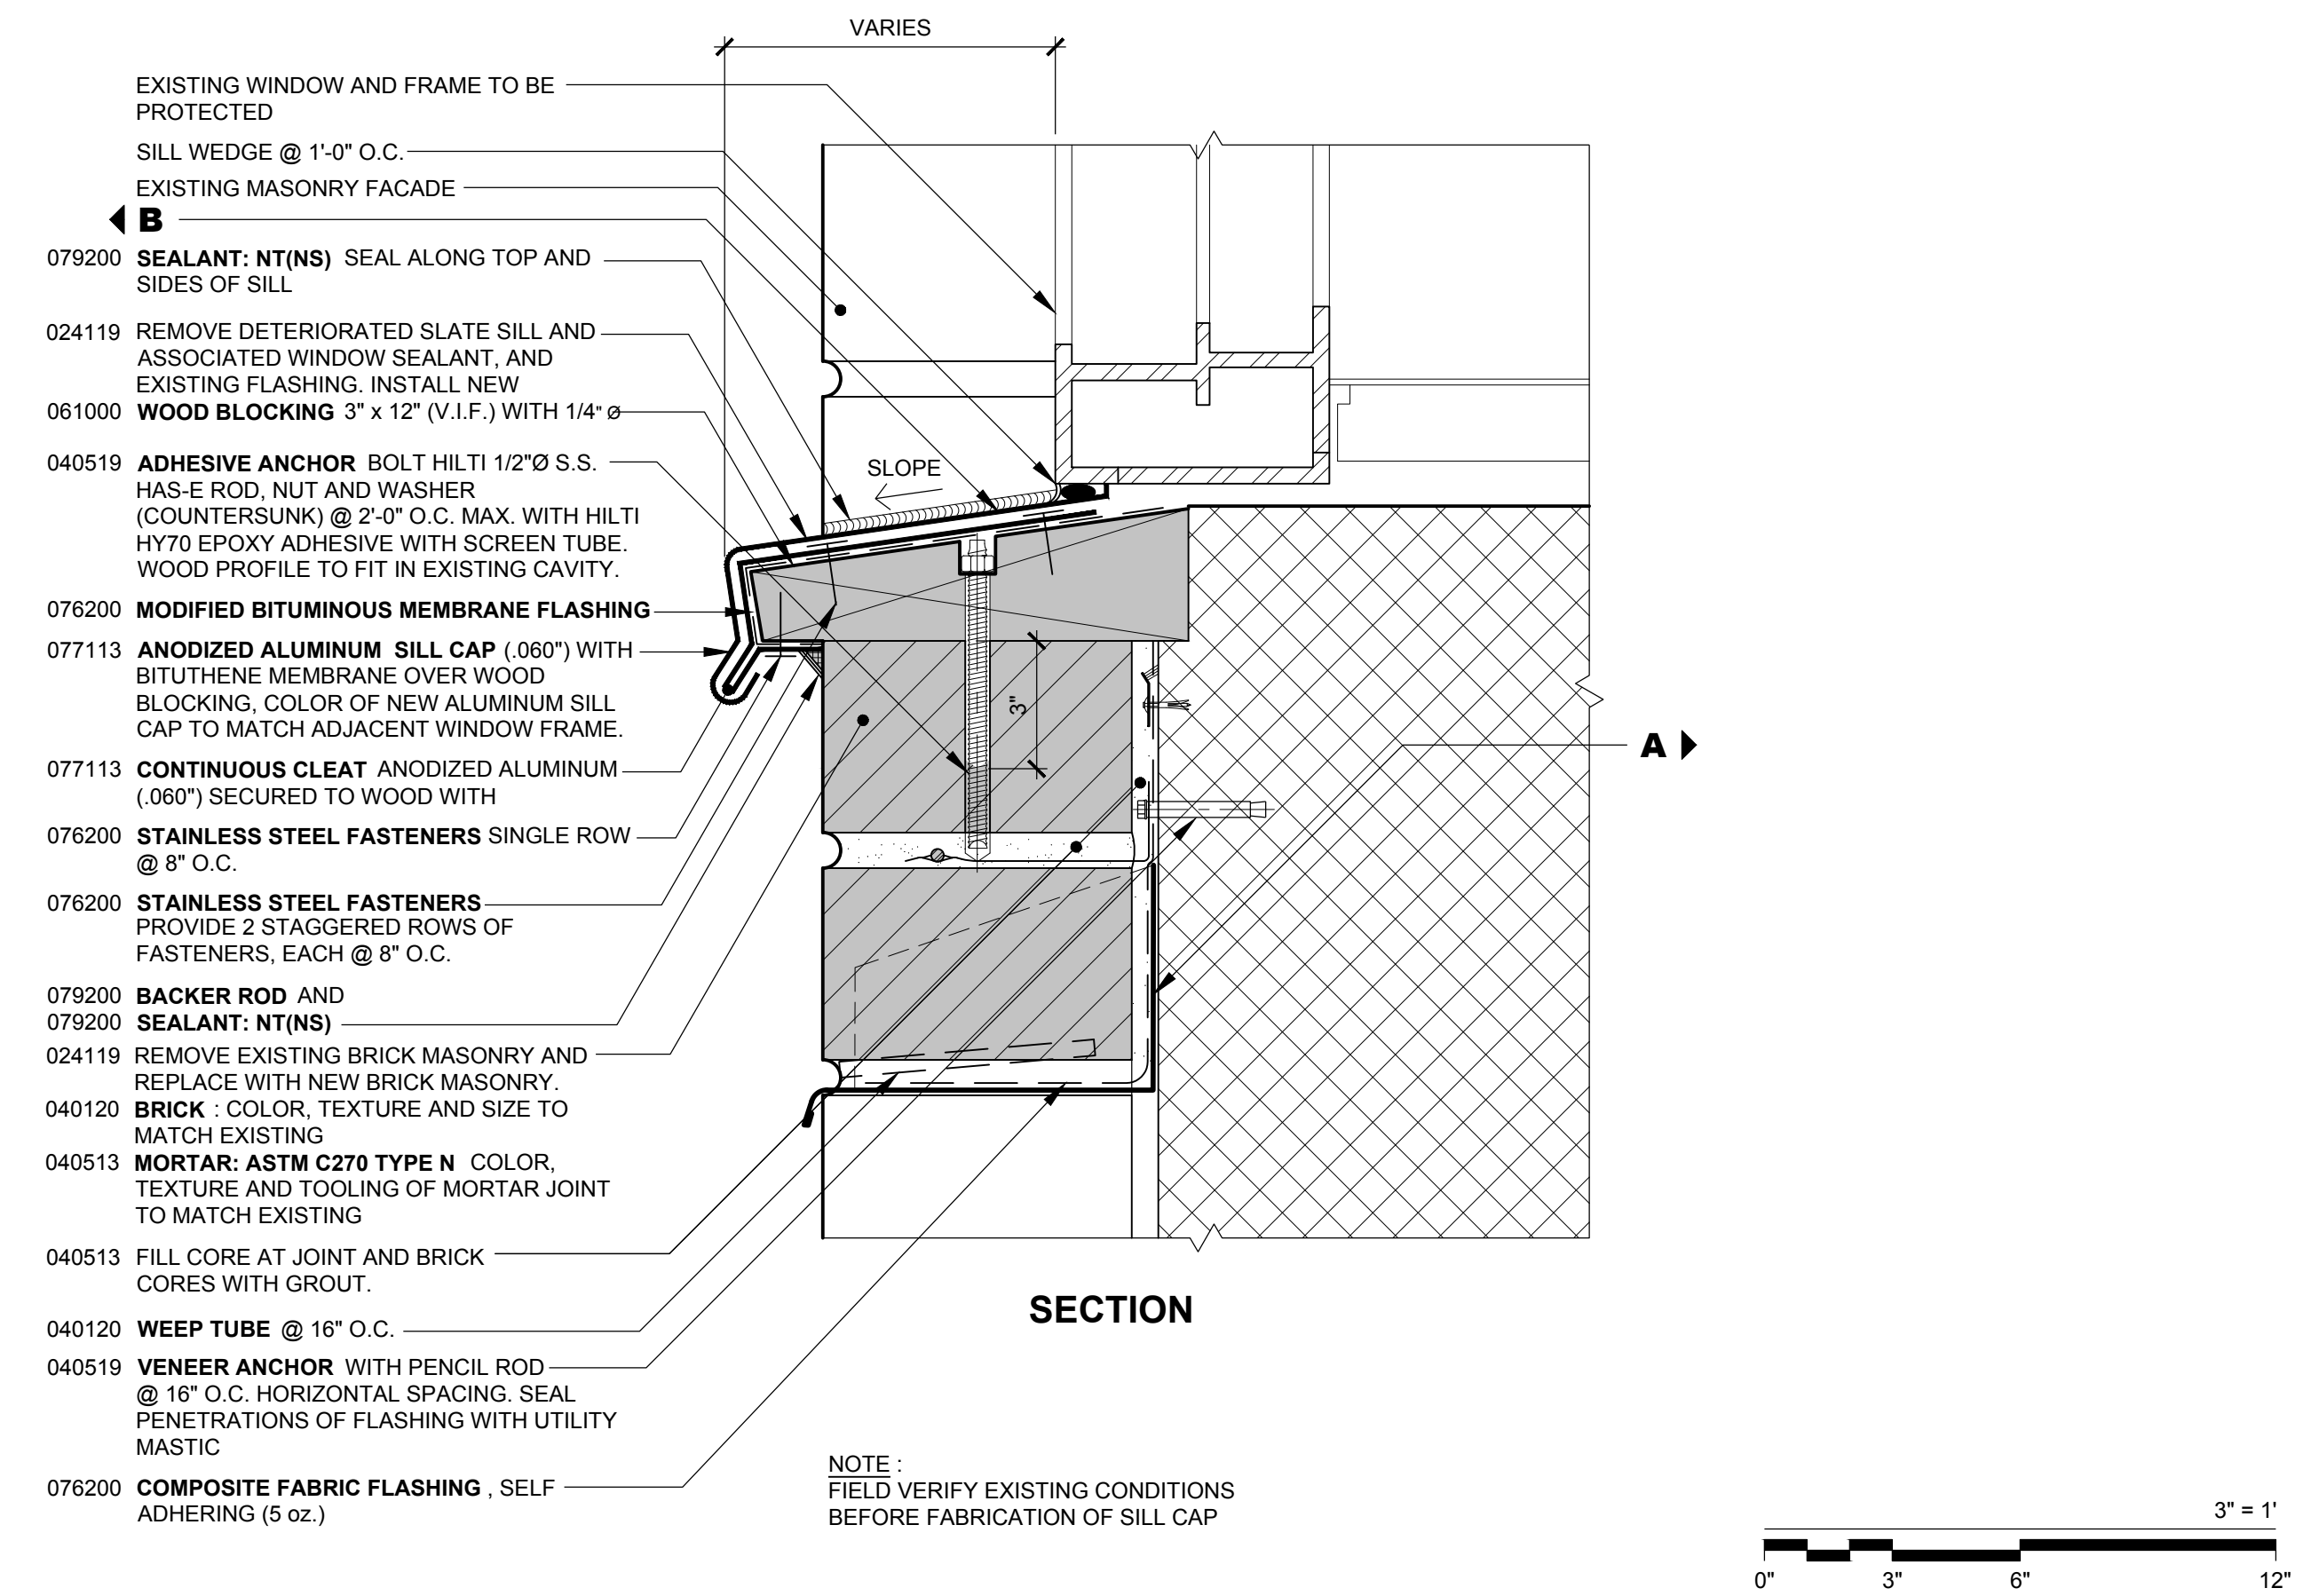 VARIES
EXISTING WINDOW AND FRAME TO BE
PROTECTED
SILL WEDGE @ 1'-0" O.C.
EXISTING MASONRY FACADE
B
079200 SEALANT: NT(NS) SEAL ALONG TOP AND
SIDES OF SILL
024119 REMOVE DETERIORATED SLATE SILL AND
ASSOCIATED WINDOW SEALANT, AND
EXISTING FLASHING. INSTALL NEW
061000 WOOD BLOCKING 3" x 12" (V.I.F.) WITH 1/4" Ø
040519 ADHESIVE ANCHOR BOLT HILTI 1/2"Ø S.S.
HAS-E ROD, NUT AND WASHER
(COUNTERSUNK) @ 2'-0" O.C. MAX. WITH HILTI
HY70 EPOXY ADHESIVE WITH SCREEN TUBE.
WOOD PROFILE TO FIT IN EXISTING CAVITY.
076200 MODIFIED BITUMINOUS MEMBRANE FLASHING
077113 ANODIZED ALUMINUM SILL CAP (.060") WITH
BITUTHENE MEMBRANE OVER WOOD
BLOCKING, COLOR OF NEW ALUMINUM SILL
CAP TO MATCH ADJACENT WINDOW FRAME.
077113 CONTINUOUS CLEAT ANODIZED ALUMINUM
(.060") SECURED TO WOOD WITH
076200 STAINLESS STEEL FASTENERS SINGLE ROW
@ 8" O.C.
076200 STAINLESS STEEL FASTENERS
PROVIDE 2 STAGGERED ROWS OF
FASTENERS, EACH @ 8" O.C.
079200 BACKER ROD AND
079200 SEALANT: NT(NS)
024119 REMOVE EXISTING BRICK MASONRY AND
REPLACE WITH NEW BRICK MASONRY.
040120 BRICK : COLOR, TEXTURE AND SIZE TO
MATCH EXISTING
040513 MORTAR: ASTM C270 TYPE N COLOR,
TEXTURE AND TOOLING OF MORTAR JOINT
TO MATCH EXISTING
040513 FILL CORE AT JOINT AND BRICK
CORES WITH GROUT.
040120 WEEP TUBE @ 16" O.C.
040519 VENEER ANCHOR WITH PENCIL ROD
@ 16" O.C. HORIZONTAL SPACING. SEAL
PENETRATIONS OF FLASHING WITH UTILITY
MASTIC
076200 COMPOSITE FABRIC FLASHING , SELF
ADHERING (5 oz.)
SLOPE
3"
A
SECTION
NOTE :
FIELD VERIFY EXISTING CONDITIONS
BEFORE FABRICATION OF SILL CAP
3" = 1'
0" 3" 6" 12"